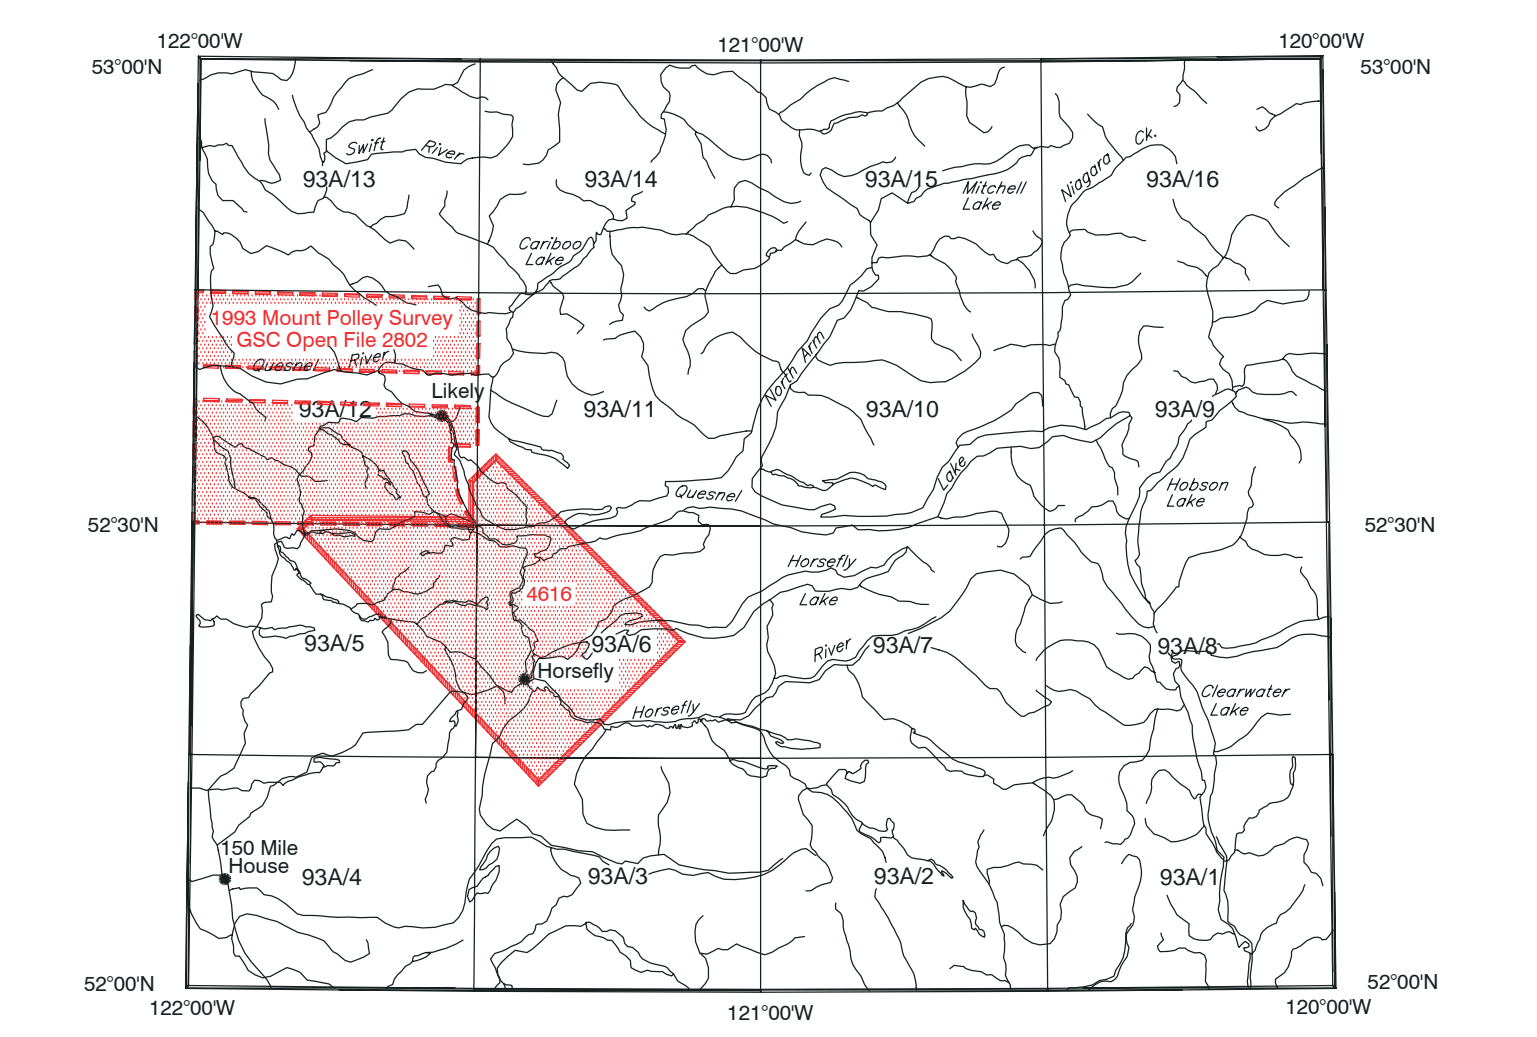 122°00'W
121°00'W
120°00'W
53°00'N
53°00'N
Swift River
93A/13
93A/14
93A/15
Mitchell
Lake
Niagara Ck.
93A/16
Cariboo
Lake
1993 Mount Polley Survey
GSC Open File 2802
Quesnel River
Likely
93A/12
93A/11
North Arm
93A/10
93A/9
Quesnel
Lake
Hobson
Lake
52°30'N
52°30'N
Horsefly
Lake
4616
93A/5
93A/6
River
93A/7
93A/8
Horsefly
Horsefly
Clearwater
Lake
150 Mile
House
93A/4
93A/3
93A/2
93A/1
52°00'N
52°00'N
122°00'W
121°00'W
120°00'W